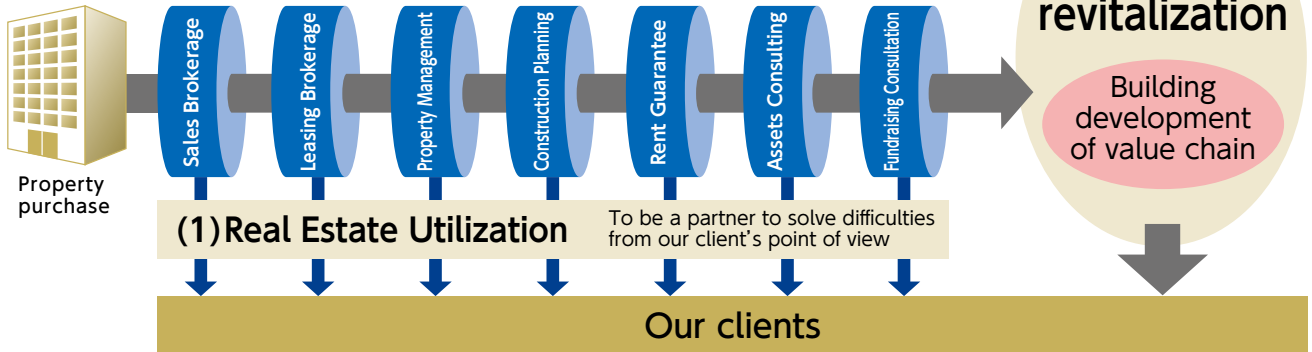 revitalization
Building
development
of value chain
Sales Brokerage
Leasing Brokerage
Property Management
Construction Planning
Rent Guarantee
Assets Consulting
Fundraising Consultation
Property
purchase
(1) Real Estate Utilization
To be a partner to solve difficulties
from our client's point of view
Our clients